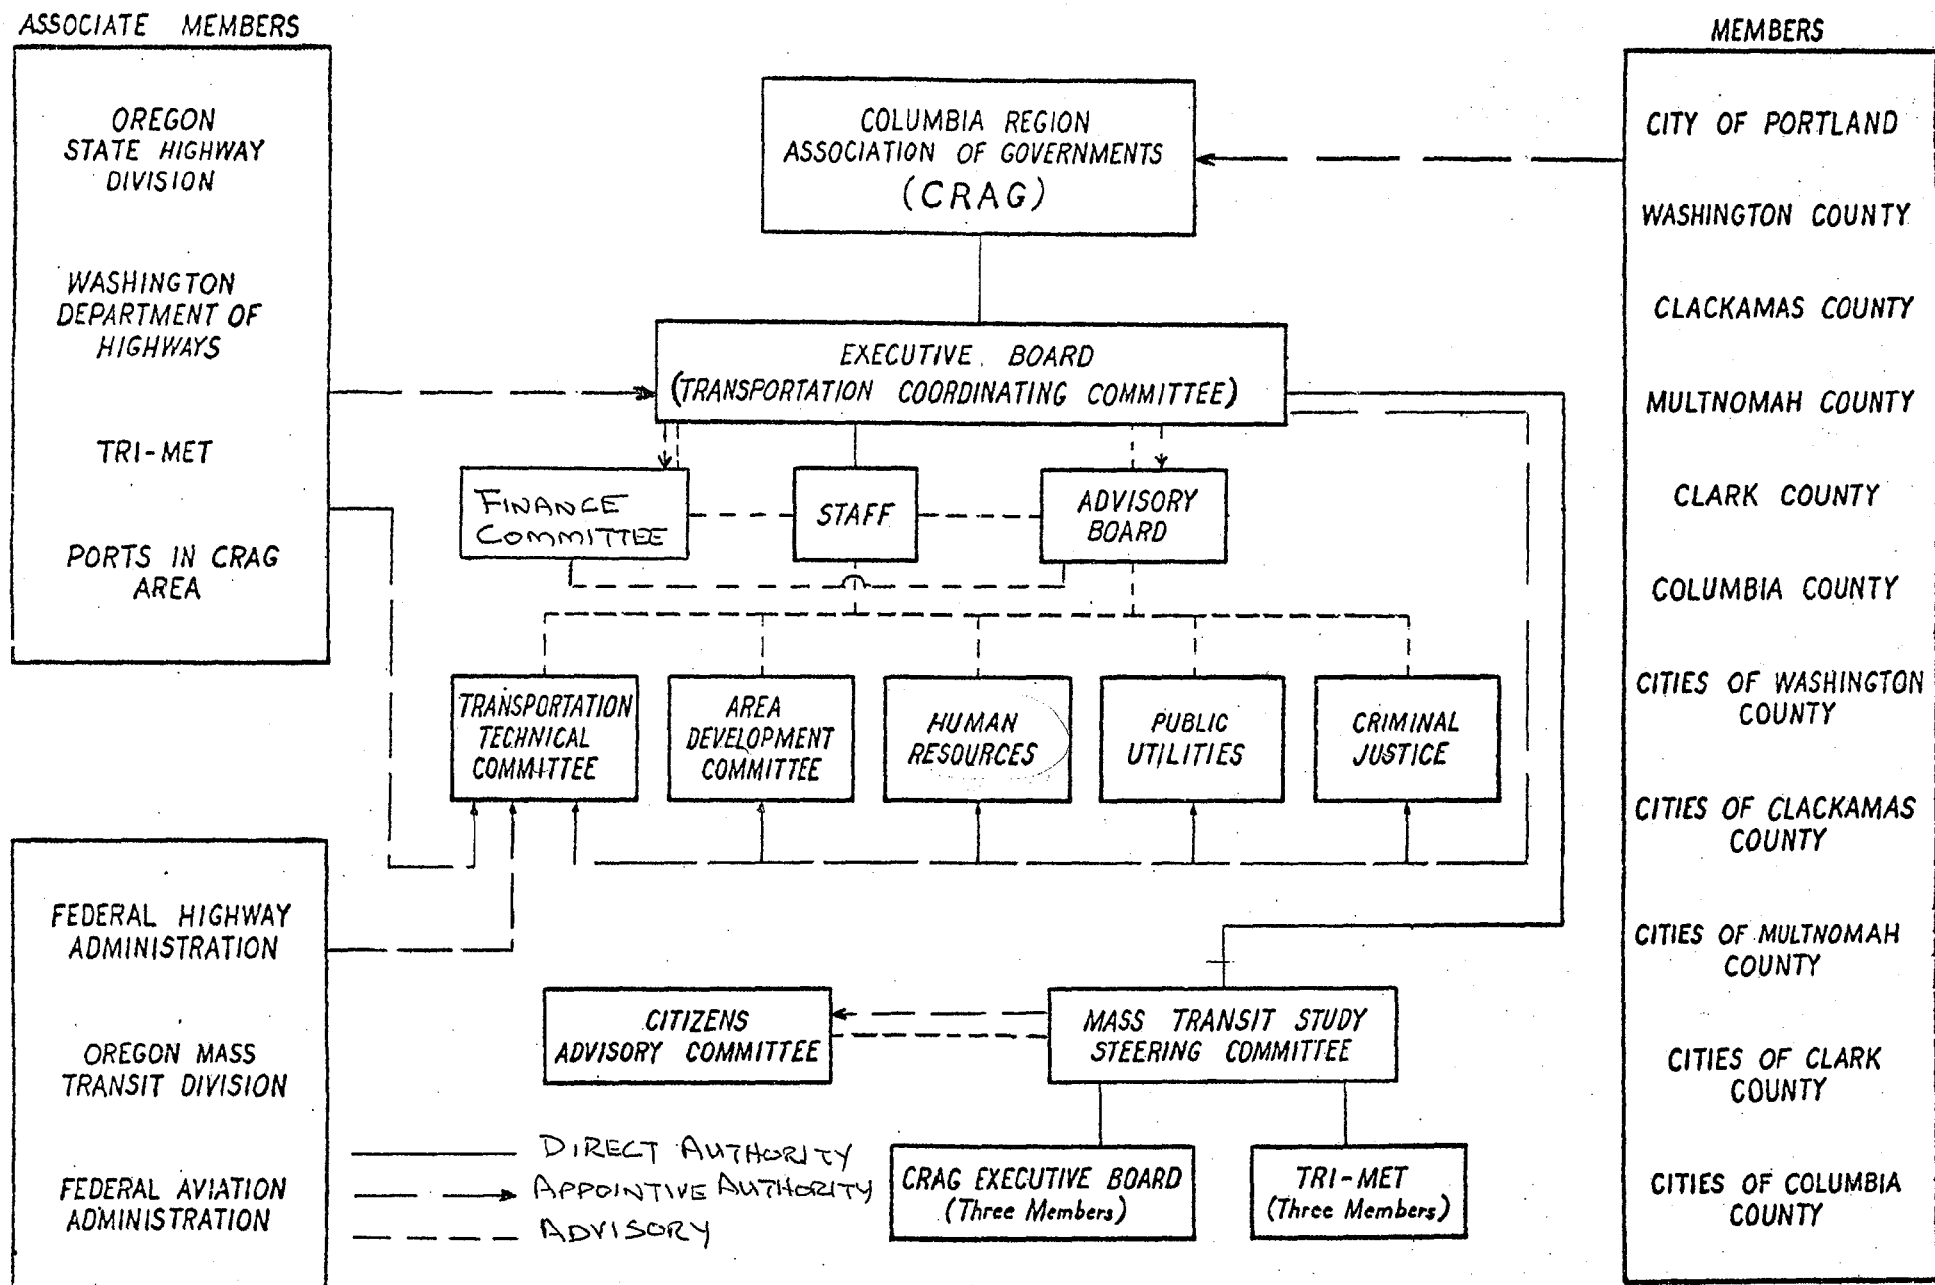 ASSOCIATE MEMBERS
OREGON
STATE HIGHWAY
DIVISION
WASHINGTON
DEPARTMENT OF
HIGHWAYS
TRI-MET
PORTS IN CRAG
AREA
FEDERAL HIGHWAY
ADMINISTRATION
OREGON MASS
TRANSIT DIVISION
FEDERAL AVIATION
ADMINISTRATION
COLUMBIA REGION
ASSOCIATION OF GOVERNMENTS
(CRAG)
EXECUTIVE BOARD
(TRANSPORTATION COORDINATING COMMITTEE)
FINANCE
COMMITTEE
STAFF
ADVISORY
BOARD
TRANSPORTATION
TECHNICAL
COMMITTEE
AREA
DEVELOPMENT
COMMITTEE
HUMAN
RESOURCES
PUBLIC
UTILITIES
CRIMINAL
JUSTICE
CITIZENS
ADVISORY COMMITTEE
MASS TRANSIT STUDY
STEERING COMMITTEE
CRAG EXECUTIVE BOARD
(Three Members)
TRI-MET
(Three Members)
DIRECT AUTHORITY
APPOINTIVE AUTHORITY
ADVISORY
MEMBERS
CITY OF PORTLAND
WASHINGTON COUNTY
CLACKAMAS COUNTY
MULTNOMAH COUNTY
CLARK COUNTY
COLUMBIA COUNTY
CITIES OF WASHINGTON
COUNTY
CITIES OF CLACKAMAS
COUNTY
CITIES OF MULTNOMAH
COUNTY
CITIES OF CLARK
COUNTY
CITIES OF COLUMBIA
COUNTY